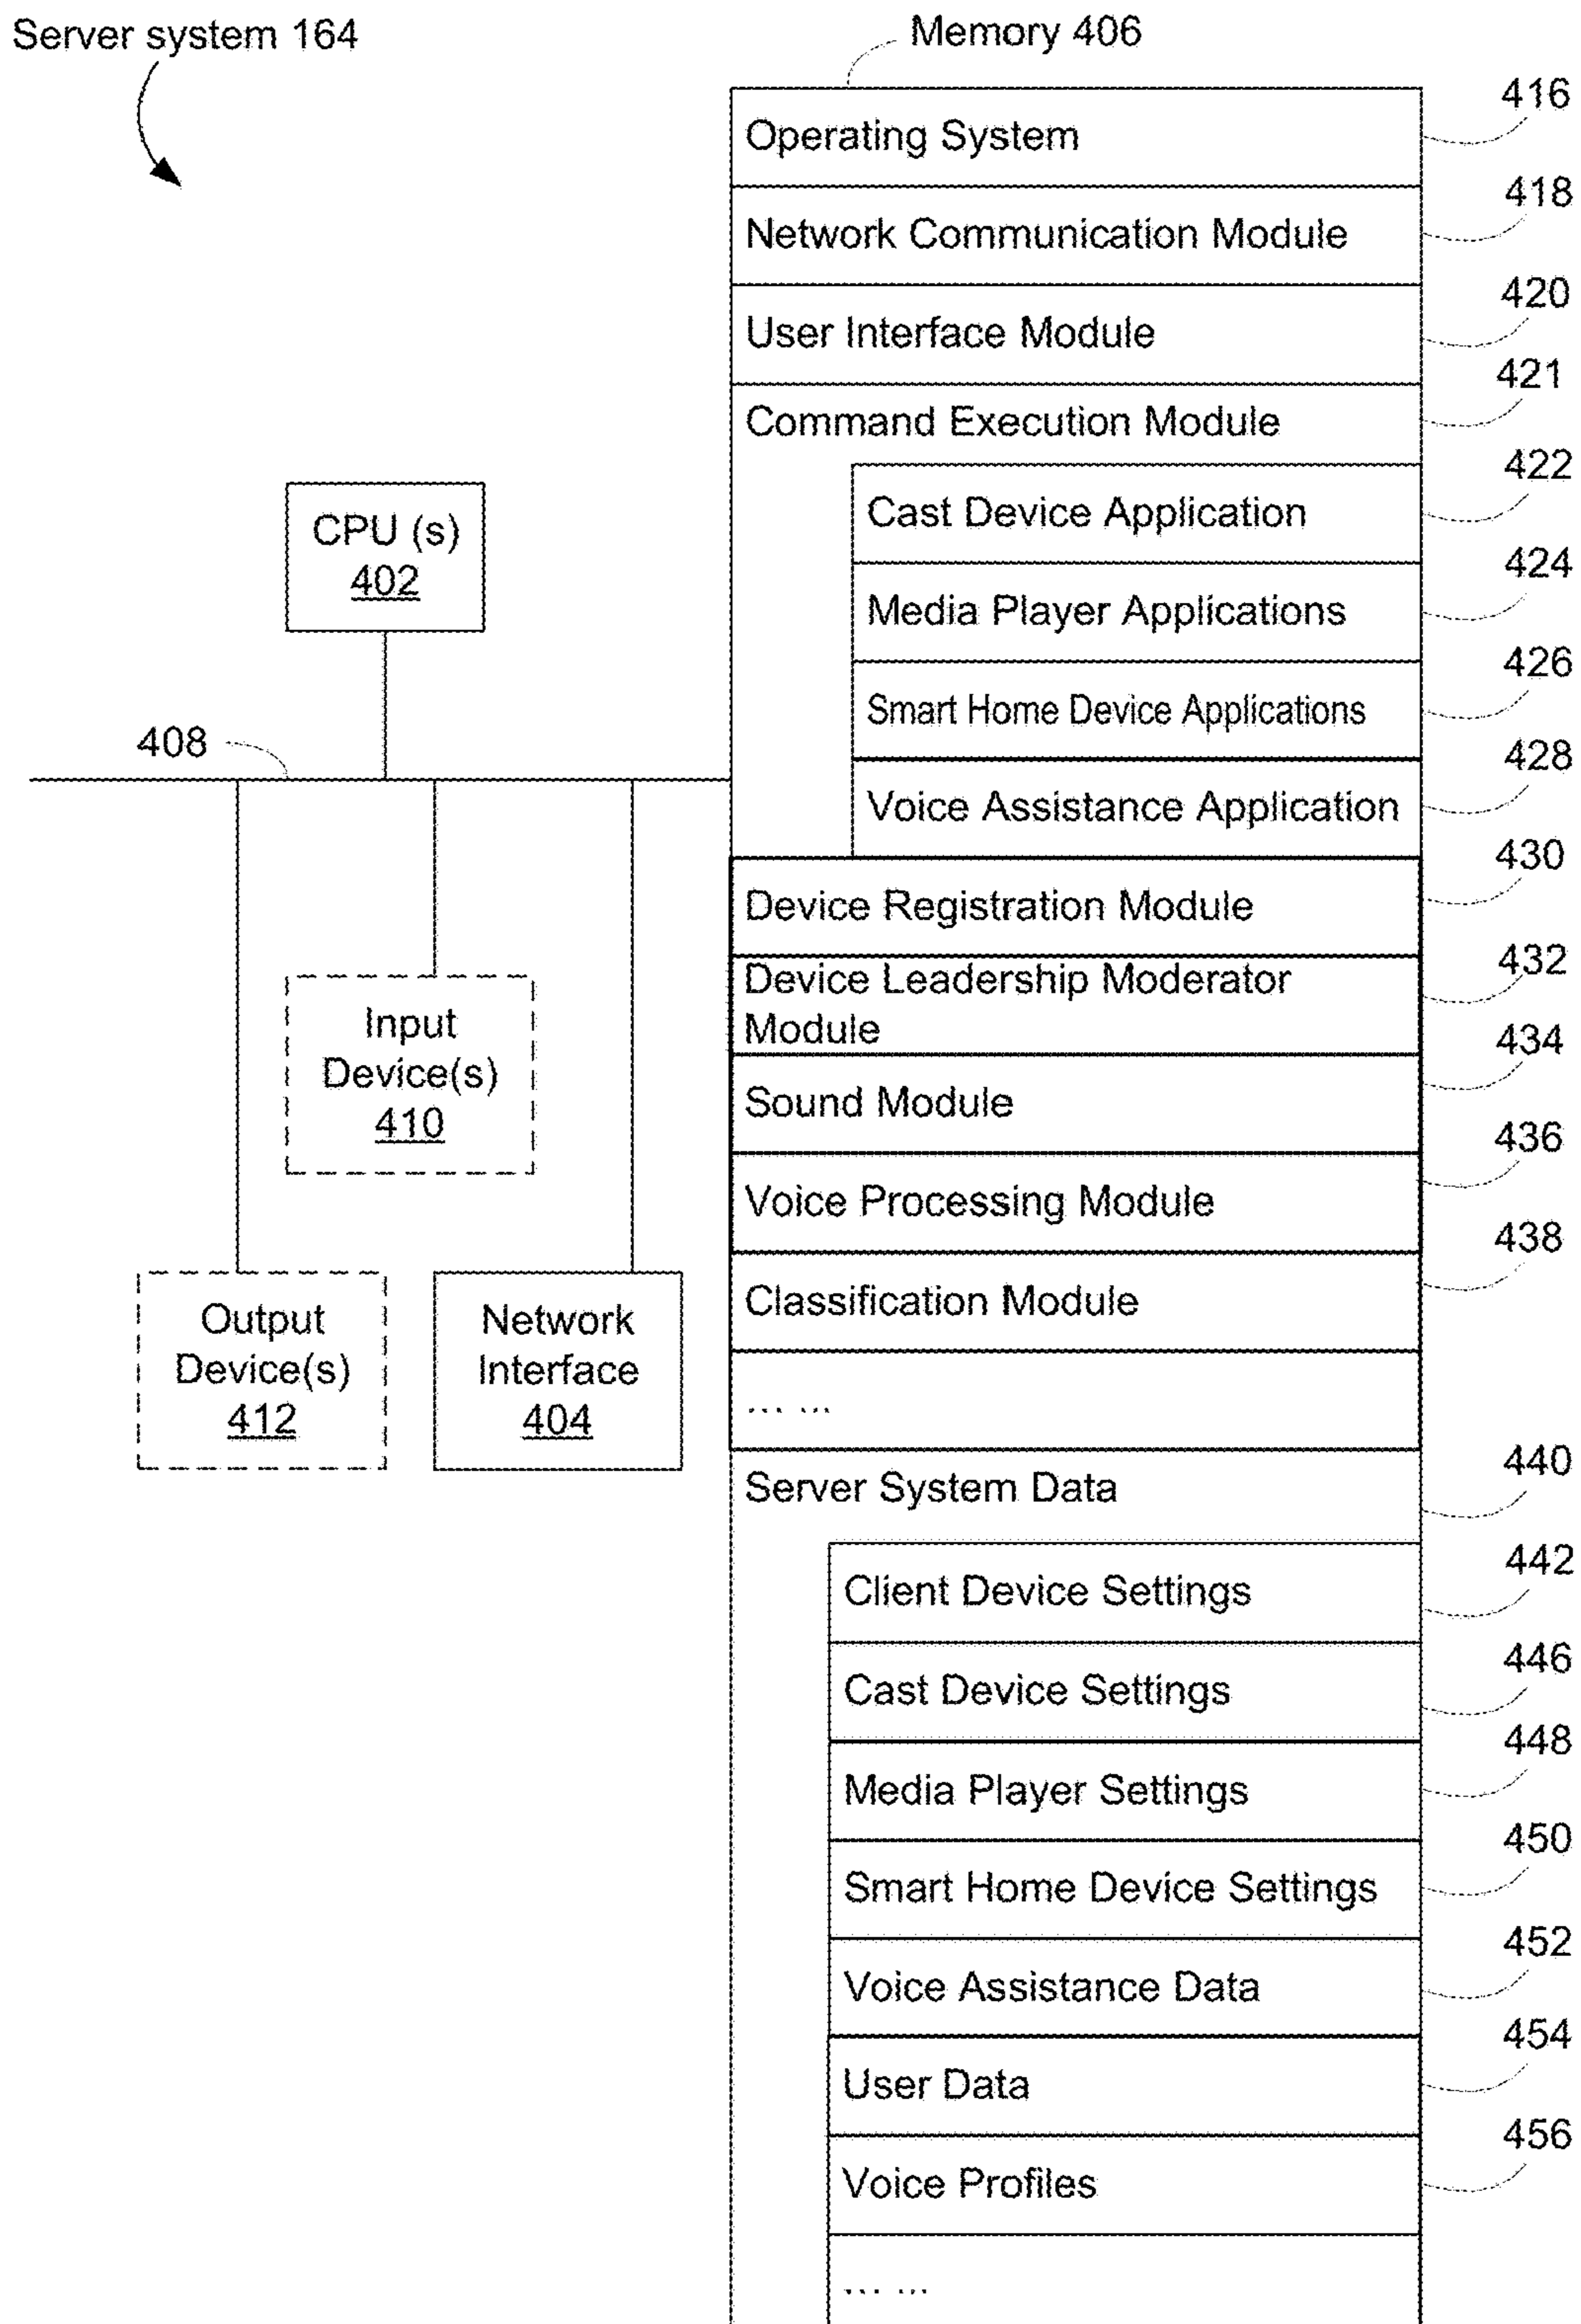 Server system 164
Memory 406
Operating System
416
Network Communication Module
418
User Interface Module
420
Command Execution Module
421
Cast Device Application
422
Media Player Applications
424
Smart Home Device Applications
426
Voice Assistance Application
428
CPU (s)
402
408
Input
Device(s)
410
Output
Device(s)
412
Network
Interface
404
Device Registration Module
430
Device Leadership Moderator
Module
432
Sound Module
434
Voice Processing Module
436
Classification Module
438
... ...
Server System Data
440
Client Device Settings
442
Cast Device Settings
446
Media Player Settings
448
Smart Home Device Settings
450
Voice Assistance Data
452
User Data
454
Voice Profiles
456
... ...